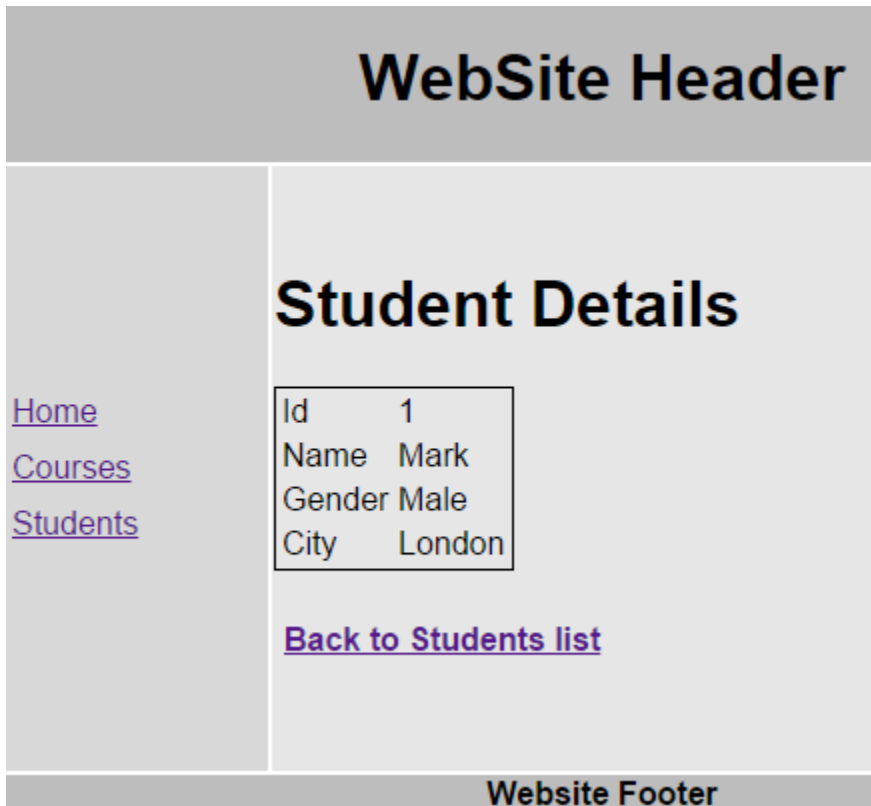 WebSite Header
Home
Courses
Students
Student Details
Id 1
Name Mark
Gender Male
City London
Back to Students list
Website Footer